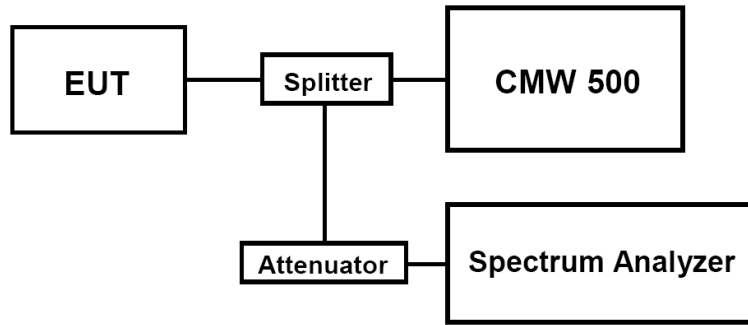 EUT
Splitter
CMW 500
Attenuator
Spectrum Analyzer